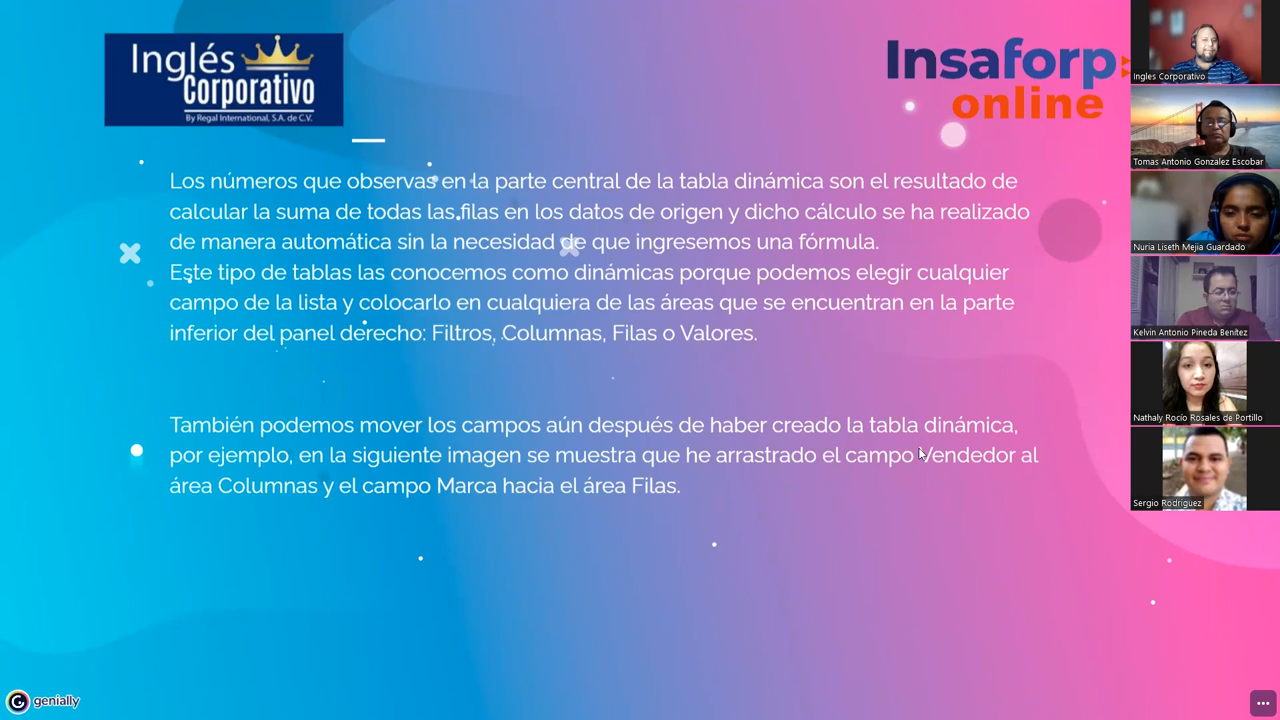 Inglés
Corporativo
By Regal International, S.A. de C.V.
Insaforp
online
Los números que observas en la parte central de la tabla dinámica son el resultado de
calcular la suma de todas las filas en los datos de origen y dicho cálculo se ha realizado
de manera automática sin la necesidad de que ingresemos una fórmula.
Este tipo de tablas las conocemos como dinámicas porque podemos elegir cualquier
campo de la lista y colocarlo en cualquiera de las áreas que se encuentran en la parte
inferior del panel derecho: Filtros, Columnas, Filas o Valores.
También podemos mover los campos aún después de haber creado la tabla dinámica,
por ejemplo, en la siguiente imagen se muestra que he arrastrado el campo Vendedor al
área Columnas y el campo Marca hacia el área Filas.
Ingles Corporativo
Tomas Antonio Gonzalez Escobar
Nuria Liseth Mejia Guardado
Kelvin Antonio Pineda Benítez
Nathaly Rocío Rosales de Portillo
Sergio Rodriguez
genially